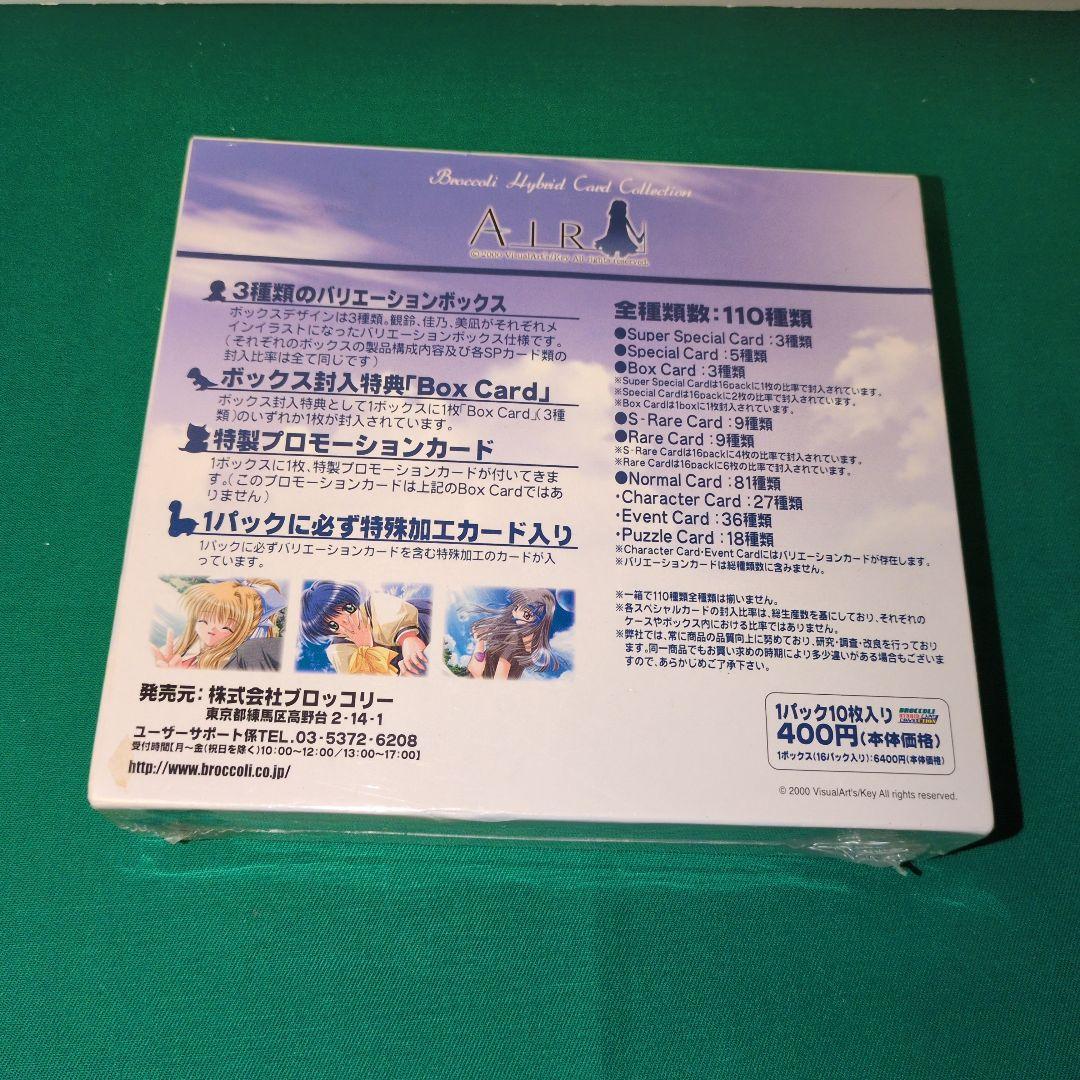 Broccoli Hybrid Card Collection
AIR
© 2000 VisualArt's/Key All rights reserved.
3種類のバリエーションボックス
ボックスデザインは3種類。観鈴、佳乃、美凪がそれぞれメ
インイラストになったバリエーションボックス仕様です。
(それぞれのボックスの製品構成内容及び各SPカード類の
封入比率は全て同じです)
ボックス封入特典「Box Card」
ボックス封入特典として1ボックスに1枚「Box Card」(3種
類)のいずれか1枚が封入されています。
特製プロモーションカード
1ボックスに1枚、特製プロモーションカードが付いてきま
す。(このプロモーションカードは上記のBox Cardではあ
りません)
1パックに必ず特殊加工カード入り
1パックに必ずバリエーションカードを含む特殊加工のカードが入
っています。
発売元:株式会社ブロッコリー
東京都練馬区高野台2-14-1
ユーザーサポート係TEL.03-5372-6208
受付時間【月〜金(祝日を除く)10:00〜12:00/13:00〜17:00】
http://www.broccoli.co.jp/
全種類数:110種類
●Super Special Card:3種類
●Special Card:5種類
●Box Card:3種類
※Super Special Cardは16packに1枚の比率で封入されています。
※Special Cardは16packに2枚の比率で封入されています。
※Box Cardは1boxに1枚封入されています。
●S-Rare Card:9種類
●Rare Card:9種類
※S-Rare Cardは16packに4枚の比率で封入されています。
※Rare Cardは16packに6枚の比率で封入されています。
●Normal Card:81種類
・Character Card:27種類
・Event Card:36種類
・Puzzle Card:18種類
※Character Card・Event Cardにはバリエーションカードが存在します。
※バリエーションカードは総種類数に含みません。
※一箱で110種類全種類は揃いません。
※各スペシャルカードの封入比率は、総生産数を基にしており、それぞれの
ケースやボックス内における比率ではありません。
※弊社では、常に商品の品質向上に努めており、研究・調査・改良を行っており
ます。同一商品でもお買い求めの時期により多少違いがある場合もございま
すので、あらかじめご了承下さい。
1パック10枚入り
BROCCOLI HYBRID CARD COLLECTION
400円(本体価格)
1ボックス(16パック入り):6400円(本体価格)
© 2000 VisualArt's/Key All rights reserved.